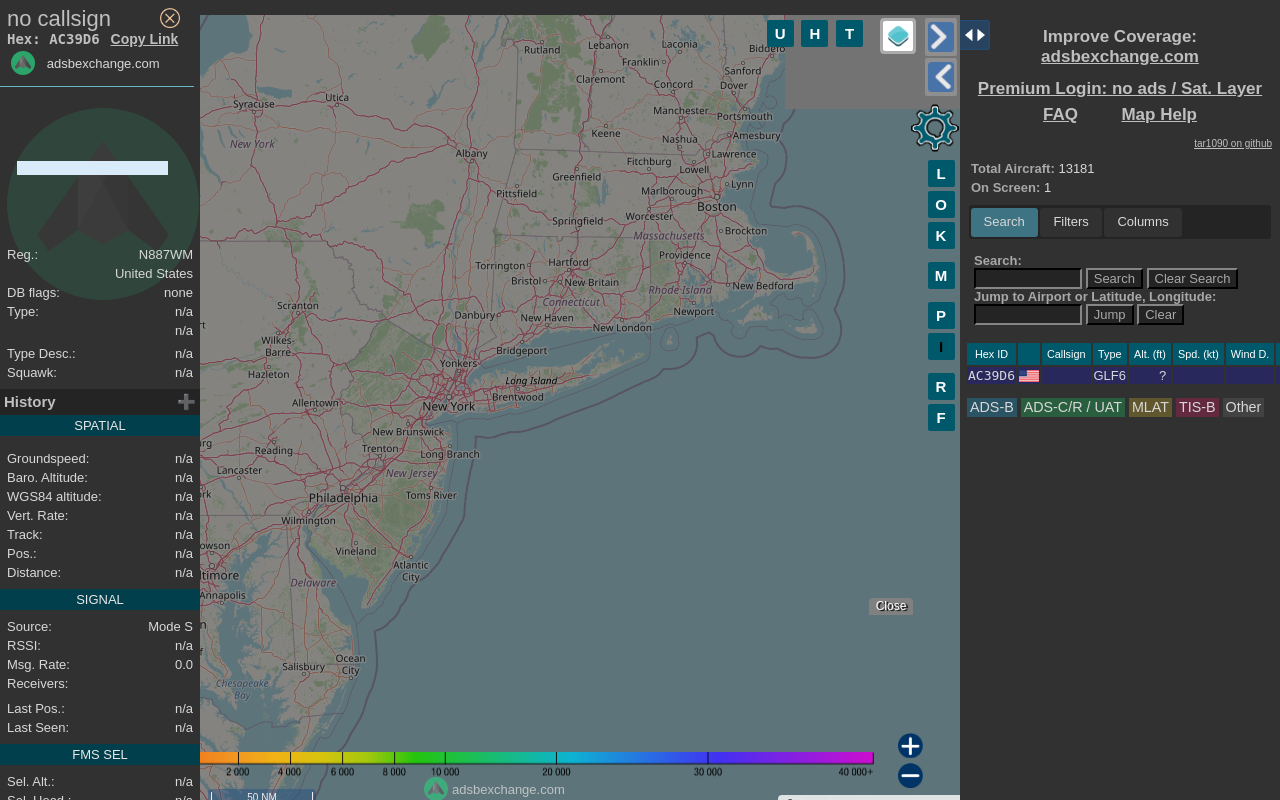 no callsign
Hex: AC39D6 Copy Link
adsbexchange.com
Reg.: N887WM
United States
DB flags: none
Type: n/a
n/a
Type Desc.: n/a
Squawk: n/a
History
SPATIAL
Groundspeed: n/a
Baro. Altitude: n/a
WGS84 altitude: n/a
Vert. Rate: n/a
Track: n/a
Pos.: n/a
Distance: n/a
SIGNAL
Source: Mode S
RSSI: n/a
Msg. Rate: 0.0
Receivers:
Last Pos.: n/a
Last Seen: n/a
FMS SEL
Sel. Alt.: n/a
U H T
L
O
K
M
P
I
R
F
Rutland
Lebanon
Laconia
Franklin
Sanford
Claremont
Concord
Dover
Syracuse
Utica
Manchester
Portsmouth
Keene
Nashua
Amesbury
New York
Albany
Fitchburg
Lawrence
Greenfield
Lowell
Pittsfield
Marlborough
Lynn
Springfield
Worcester
Boston
Massachusetts
Brockton
Torrington
Hartford
Providence
Bristol
New Britain
Rhode Island
New Bedford
Scranton
Connecticut
Danbury
New Haven
New London
Newport
Wilkes-
Barre
Bridgeport
Hazleton
Yonkers
Long Island
Allentown
New York
Brentwood
New Brunswick
Reading
Trenton
Long Branch
Lancaster
New Jersey
Philadelphia
Toms River
Wilmington
Vineland
Atlantic
City
Delaware
ltimore
Annapolis
Ocean
City
Salisbury
Chesapeake
Bay
Close
2 000 4 000 6 000 8 000 10 000 20 000 30 000 40 000+
adsbexchange.com
50 NM
Improve Coverage:
adsbexchange.com
Premium Login: no ads / Sat. Layer
FAQ Map Help
tar1090 on github
Total Aircraft: 13181
On Screen: 1
Search Filters Columns
Search:
Search Clear Search
Jump to Airport or Latitude, Longitude:
Jump Clear
Hex ID Callsign Type Alt. (ft) Spd. (kt) Wind D.
AC39D6 GLF6 ?
ADS-B ADS-C/R / UAT MLAT TIS-B Other